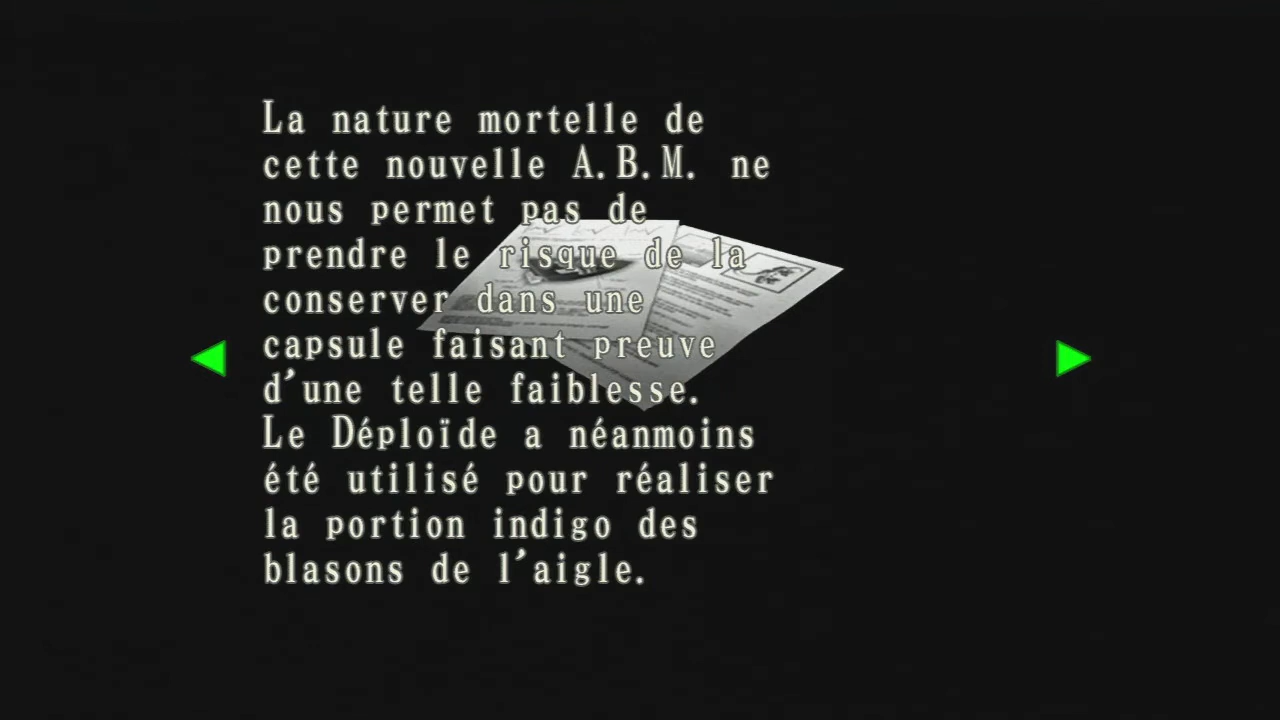 La nature mortelle de
cette nouvelle A.B.M. ne
nous permet pas de
prendre le risque de la
conserver dans une
capsule faisant preuve
d'une telle faiblesse.
Le Déploïde a néanmoins
été utilisé pour réaliser
la portion indigo des
blasons de l'aigle.